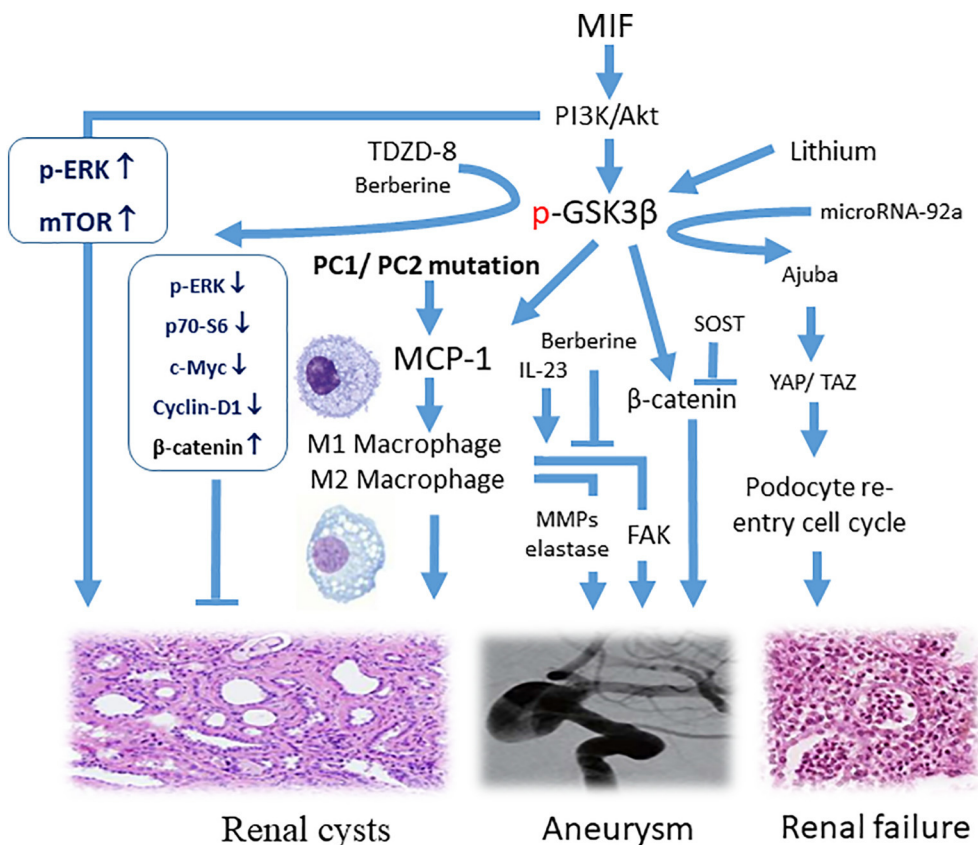 MIF
PI3K/Akt
p-ERK ↑
mTOR ↑
TDZD-8
Berberine
Lithium
p-GSK3β
microRNA-92a
Ajuba
PC1/ PC2 mutation
p-ERK ↓
p70-S6 ↓
c-Myc ↓
Cyclin-D1 ↓
β-catenin ↑
MCP-1
Berberine
IL-23
SOST
β-catenin
YAP/ TAZ
M1 Macrophage
M2 Macrophage
MMPs
elastase
FAK
Podocyte re-
entry cell cycle
Renal cysts
Aneurysm
Renal failure